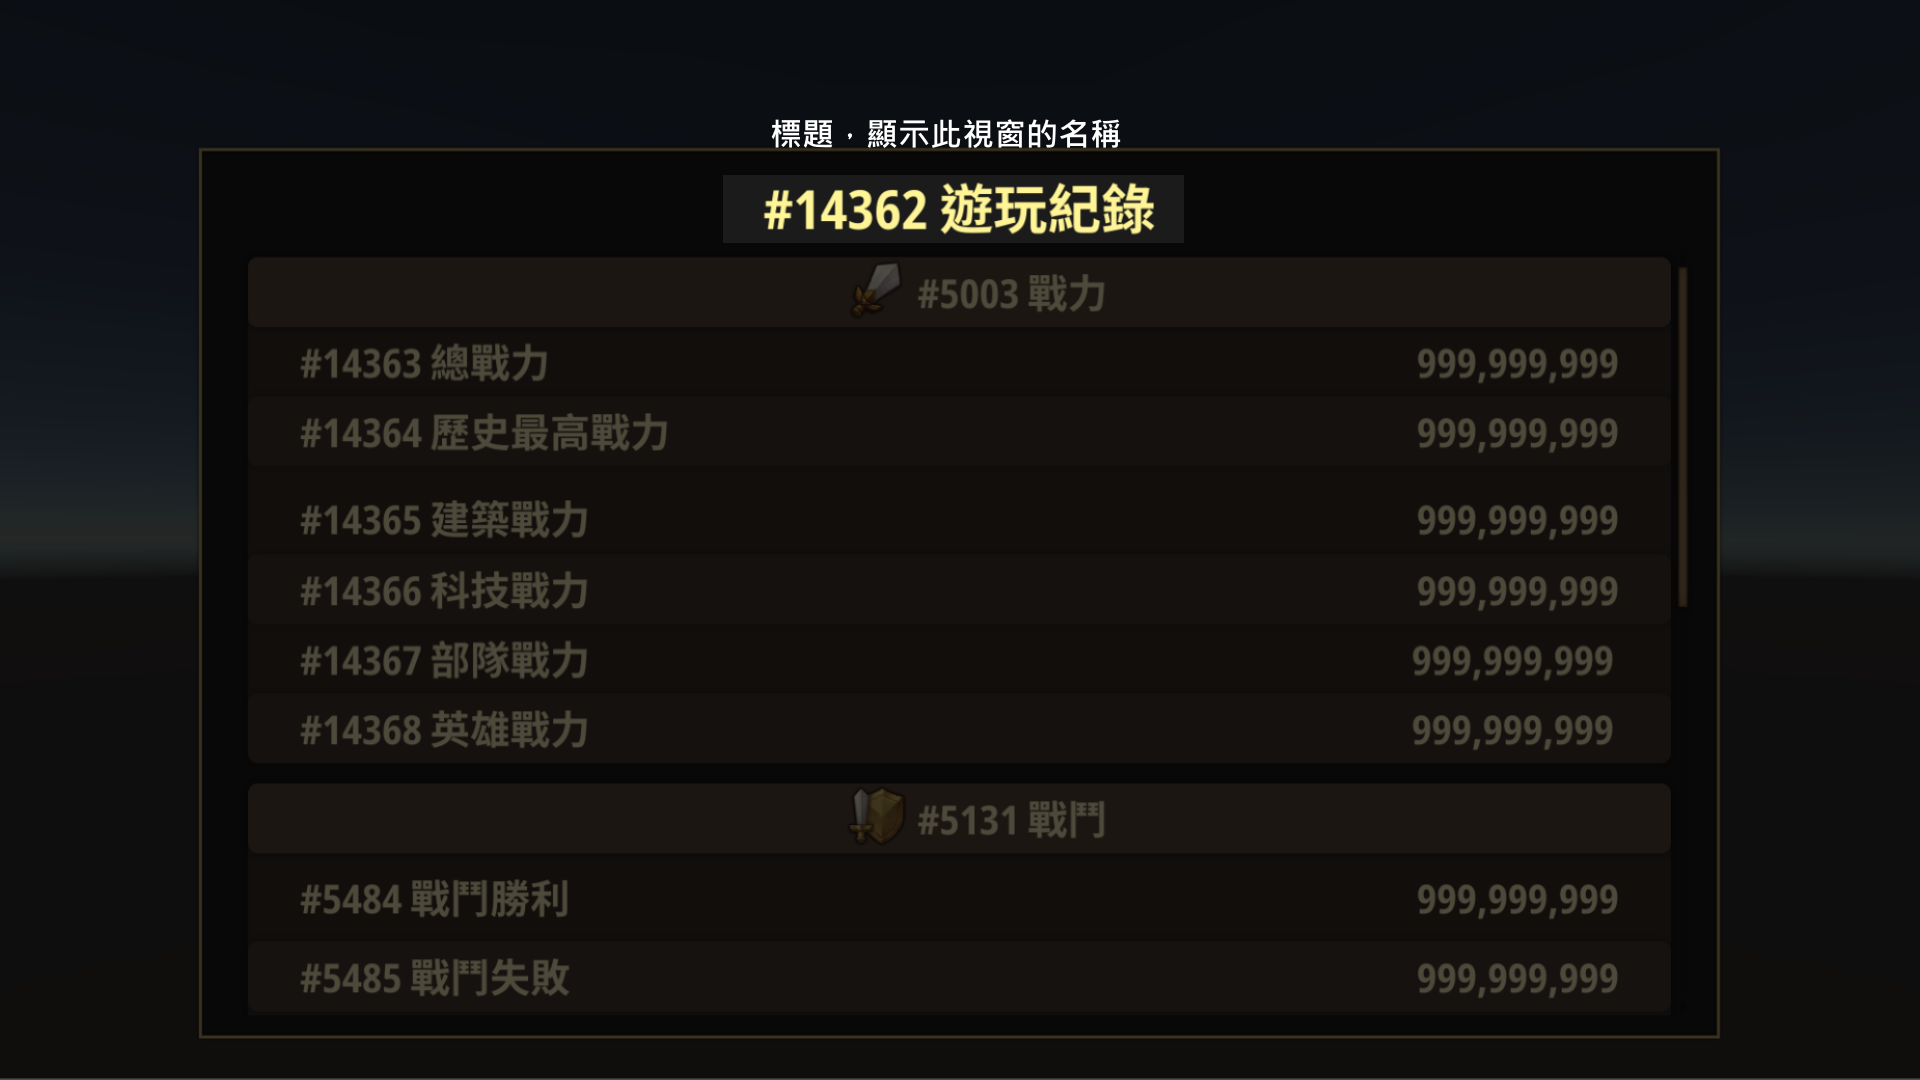 標題，顯示此視窗的名稱
#14362 遊玩紀錄
#5003 戰力
#14363 總戰力 999,999,999
#14364 歷史最高戰力 999,999,999
#14365 建築戰力 999,999,999
#14366 科技戰力 999,999,999
#14367 部隊戰力 999,999,999
#14368 英雄戰力 999,999,999
#5131 戰鬥
#5484 戰鬥勝利 999,999,999
#5485 戰鬥失敗 999,999,999